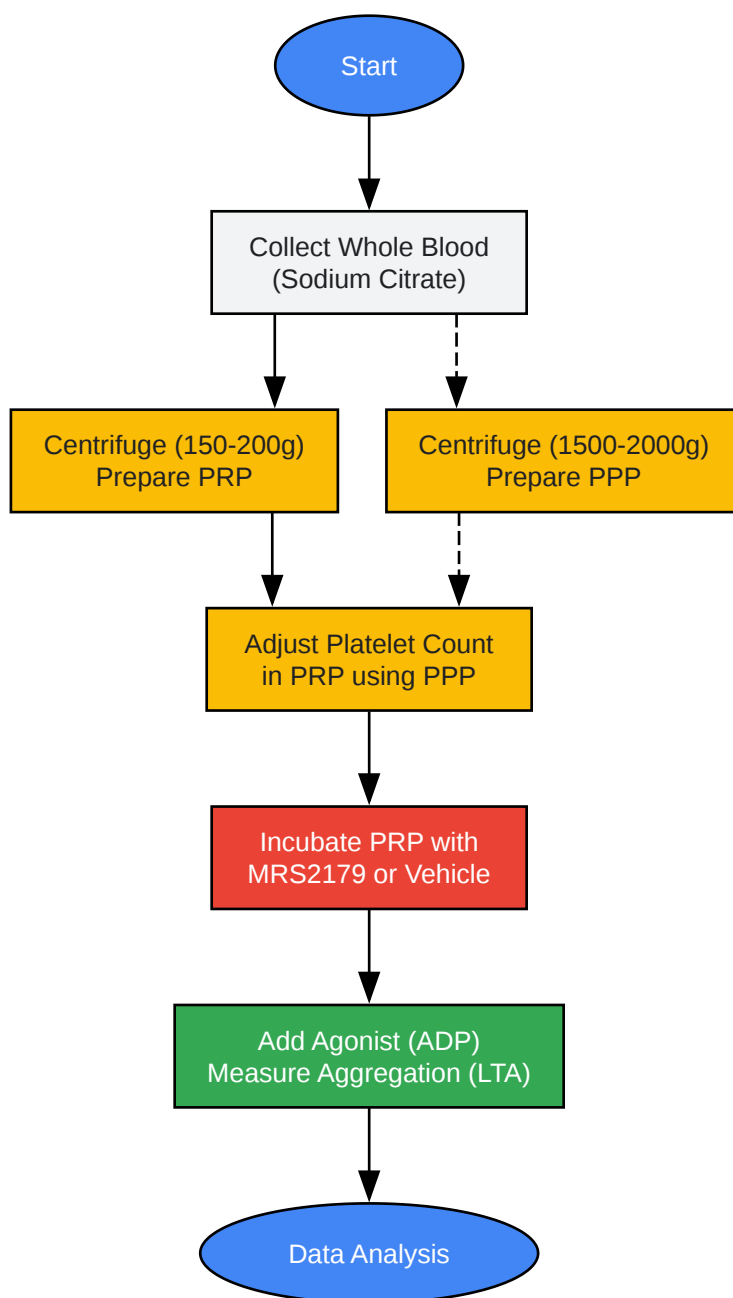 Start
Collect Whole Blood
(Sodium Citrate)
Centrifuge (150-200g)
Prepare PRP
Centrifuge (1500-2000g)
Prepare PPP
Adjust Platelet Count
in PRP using PPP
Incubate PRP with
MRS2179 or Vehicle
Add Agonist (ADP)
Measure Aggregation (LTA)
Data Analysis